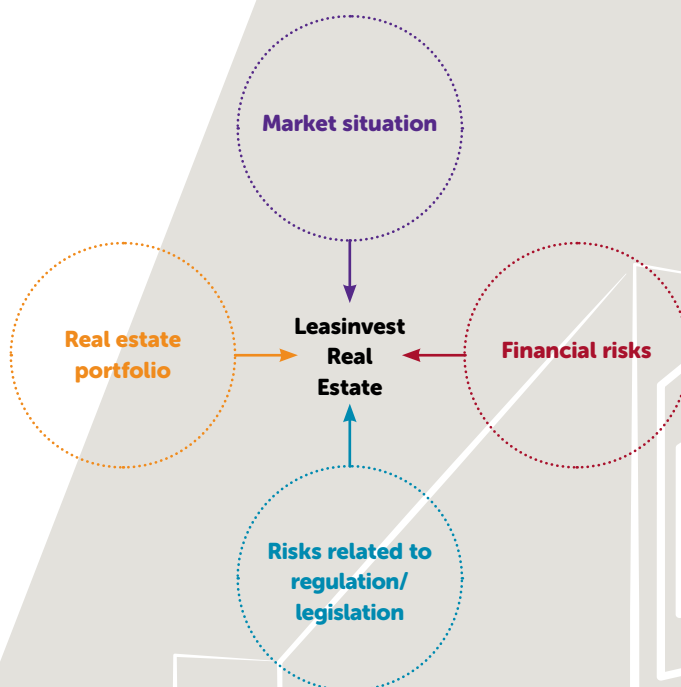 Market situation
Real estate
portfolio
Leasinvest
Real
Estate
Financial risks
Risks related to
regulation/
legislation